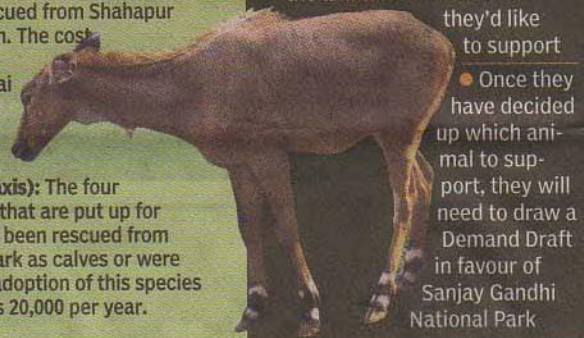 cued from Shahapur
n. The cost
ai
axis): The four
that are put up for
been rescued from
ark as calves or were
adoption of this species
s 20,000 per year.
they'd like
to support
● Once they
have decided
up which ani-
mal to sup-
port, they will
need to draw a
Demand Draft
in favour of
Sanjay Gandhi
National Park